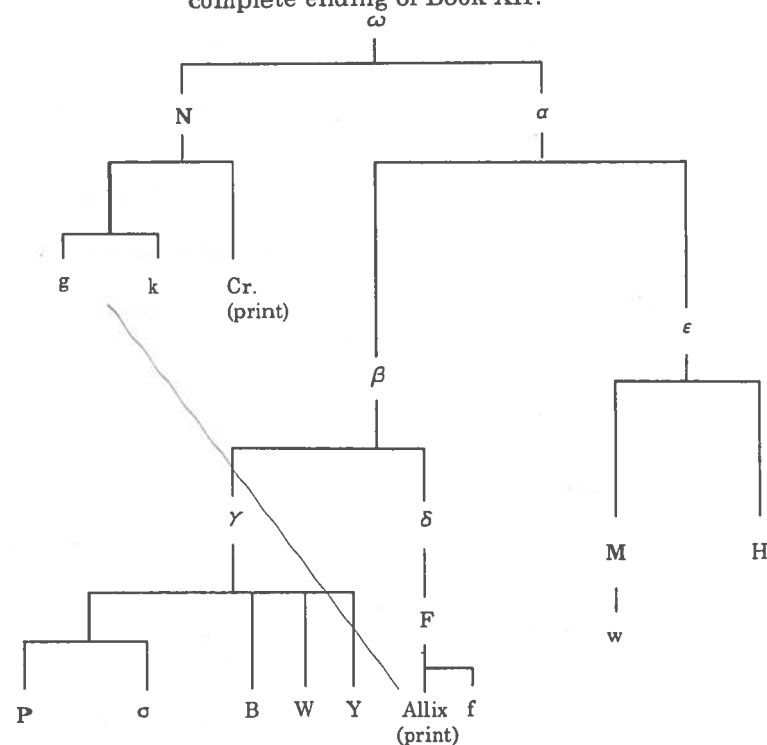 complete ending of Book XII.
ω
N α
g k Cr.
(print)
ε
β
γ δ
M H
F
w
P σ B W Y Allix f
(print)